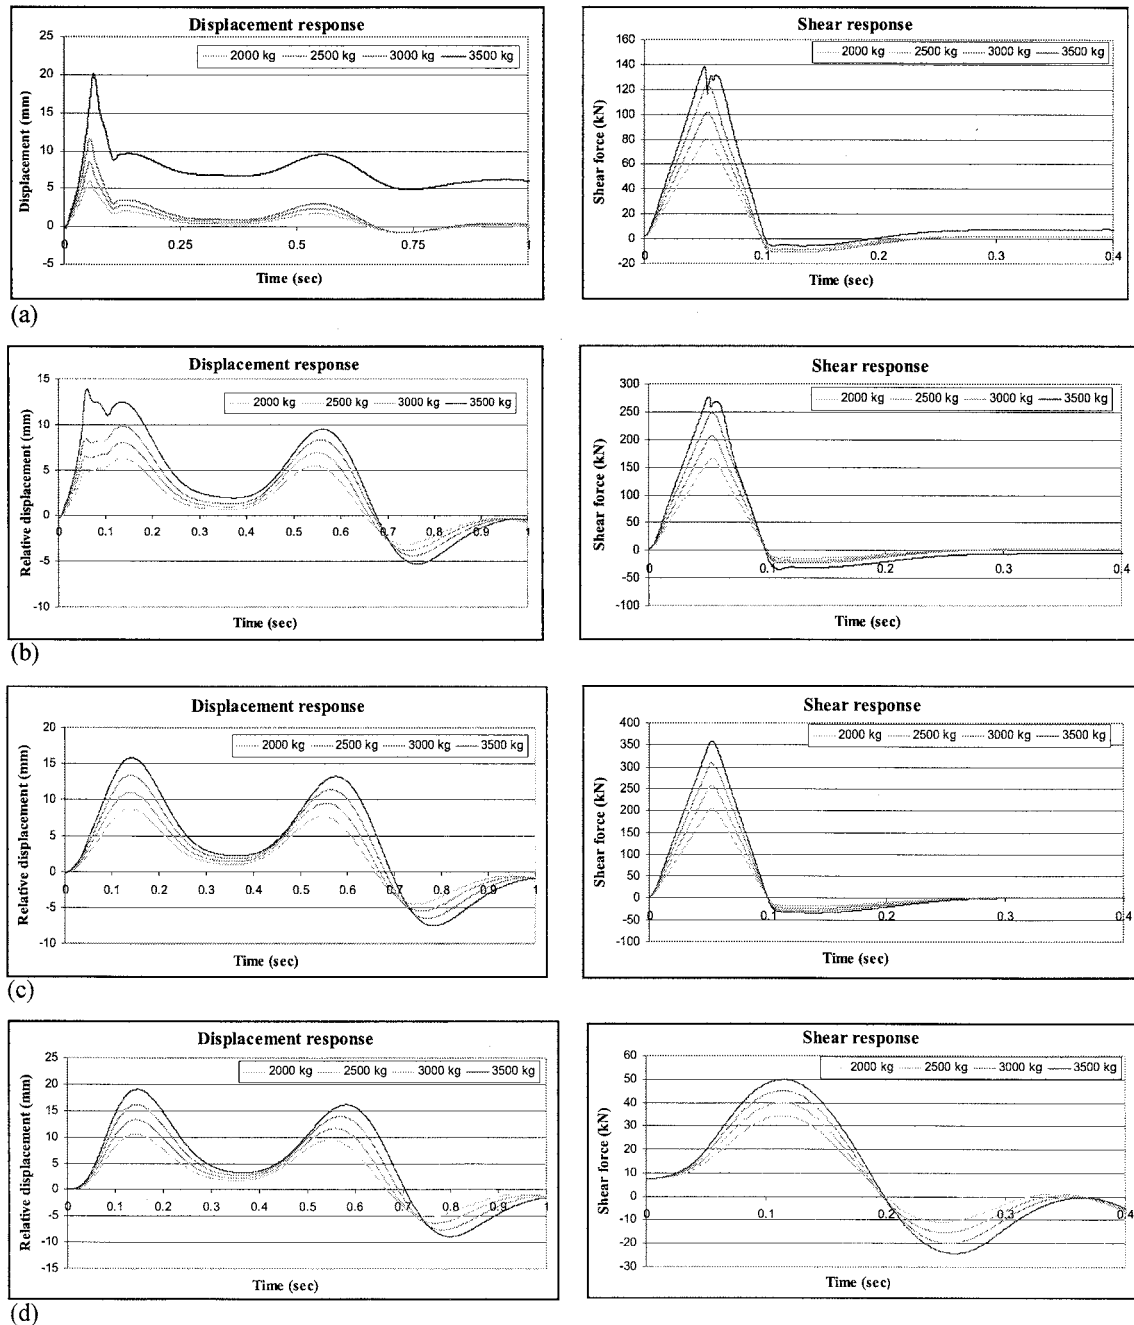 Displacement response
2000 kg 2500 kg 3000 kg 3500 kg
Displacement (mm)
25
20
15
10
5
0
-5
0 0.25 0.5 0.75 1
Time (sec)
Shear response
2000 kg 2500 kg 3000 kg 3500 kg
Shear force (kN)
160
140
120
100
80
60
40
20
0
-20
0 0.1 0.2 0.3 0.4
Time (sec)
(a)
Displacement response
2000 kg 2500 kg 3000 kg 3500 kg
Relative displacement (mm)
15
10
5
0
-5
-10
0 0.1 0.2 0.3 0.4 0.5 0.6 0.7 0.8 0.9 1
Time (sec)
Shear response
2000 kg 2500 kg 3000 kg 3500 kg
Shear force (kN)
300
250
200
150
100
50
0
-50
-100
0 0.1 0.2 0.3 0.4
Time (sec)
(b)
Displacement response
2000 kg 2500 kg 3000 kg 3500 kg
Relative displacement (mm)
20
15
10
5
0
-5
-10
0 0.1 0.2 0.3 0.4 0.5 0.6 0.7 0.8 0.9 1
Time (sec)
Shear response
2000 kg 2500 kg 3000 kg 3500 kg
Shear force (kN)
400
350
300
250
200
150
100
50
0
-50
-100
0 0.1 0.2 0.3 0.4
Time (sec)
(c)
Displacement response
2000 kg 2500 kg 3000 kg 3500 kg
Relative displacement (mm)
25
20
15
10
5
0
-5
-10
-15
0 0.1 0.2 0.3 0.4 0.5 0.6 0.7 0.8 0.9 1
Time (sec)
Shear response
2000 kg 2500 kg 3000 kg 3500 kg
Shear force (kN)
60
50
40
30
20
10
0
-10
-20
-30
0 0.1 0.2 0.3 0.4
Time (sec)
(d)